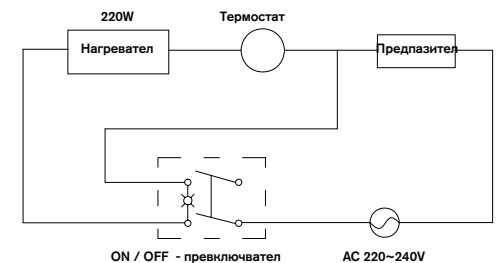 220W
Термостат
Нагревател
Предпазител
ON / OFF - превключвател
AC 220~240V